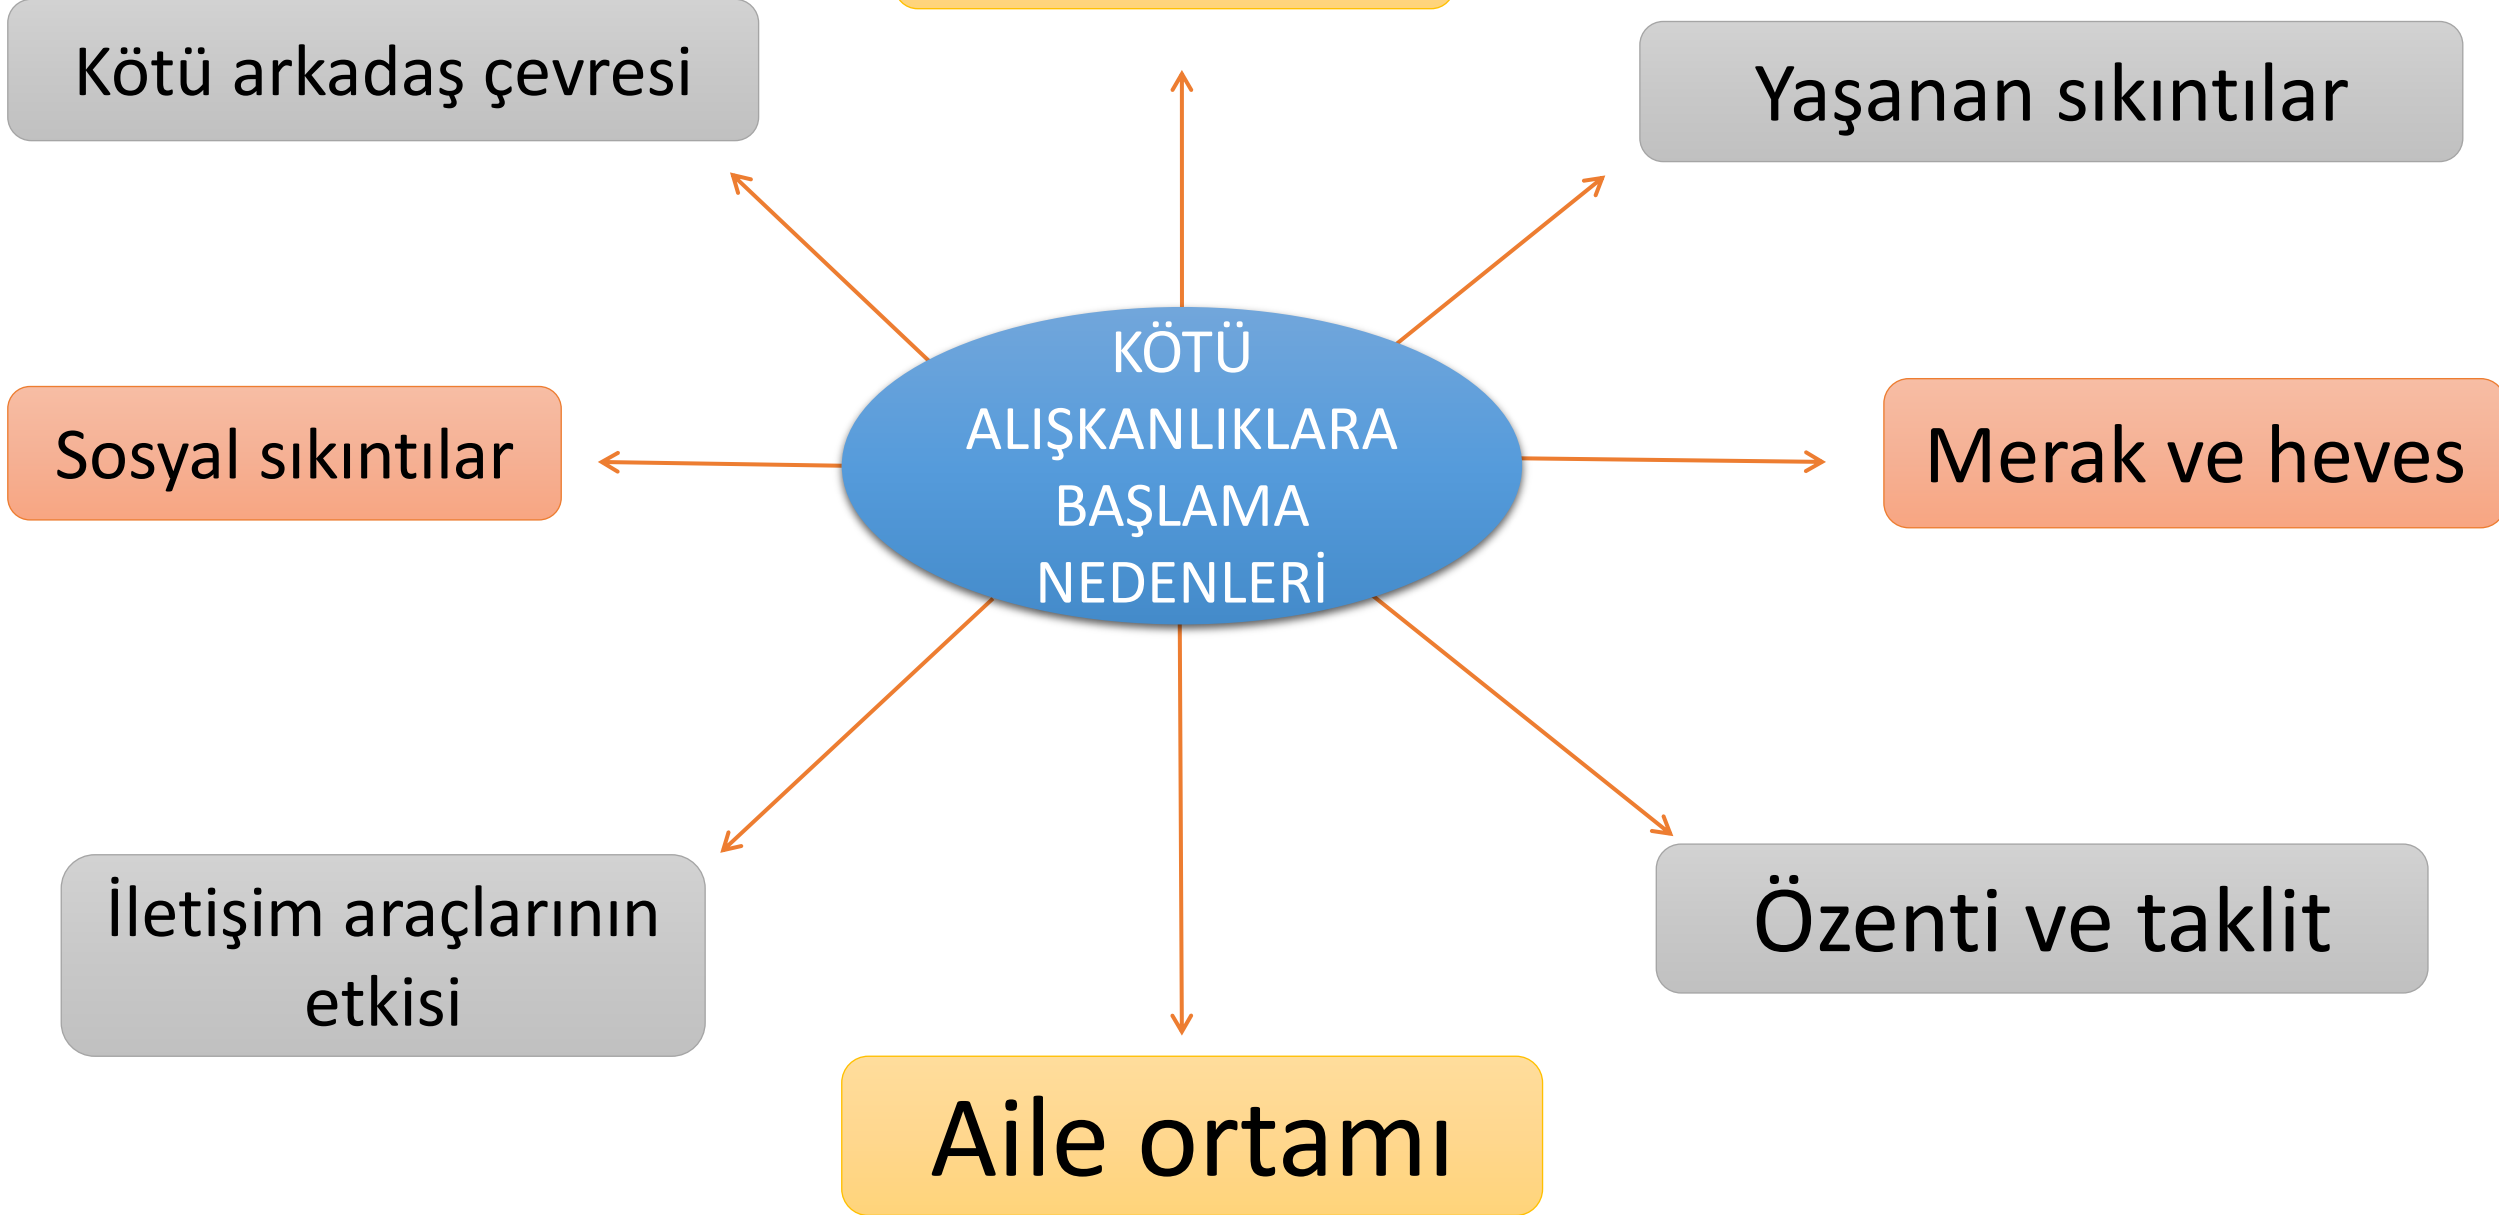 Kötü arkadaş çevresi
Yaşanan sıkıntılar
KÖTÜ
ALIŞKANLIKLARA
BAŞLAMA
NEDENLERİ
Sosyal sıkıntılar
Merak ve heves
İletişim araçlarının
etkisi
Özenti ve taklit
Aile ortamı